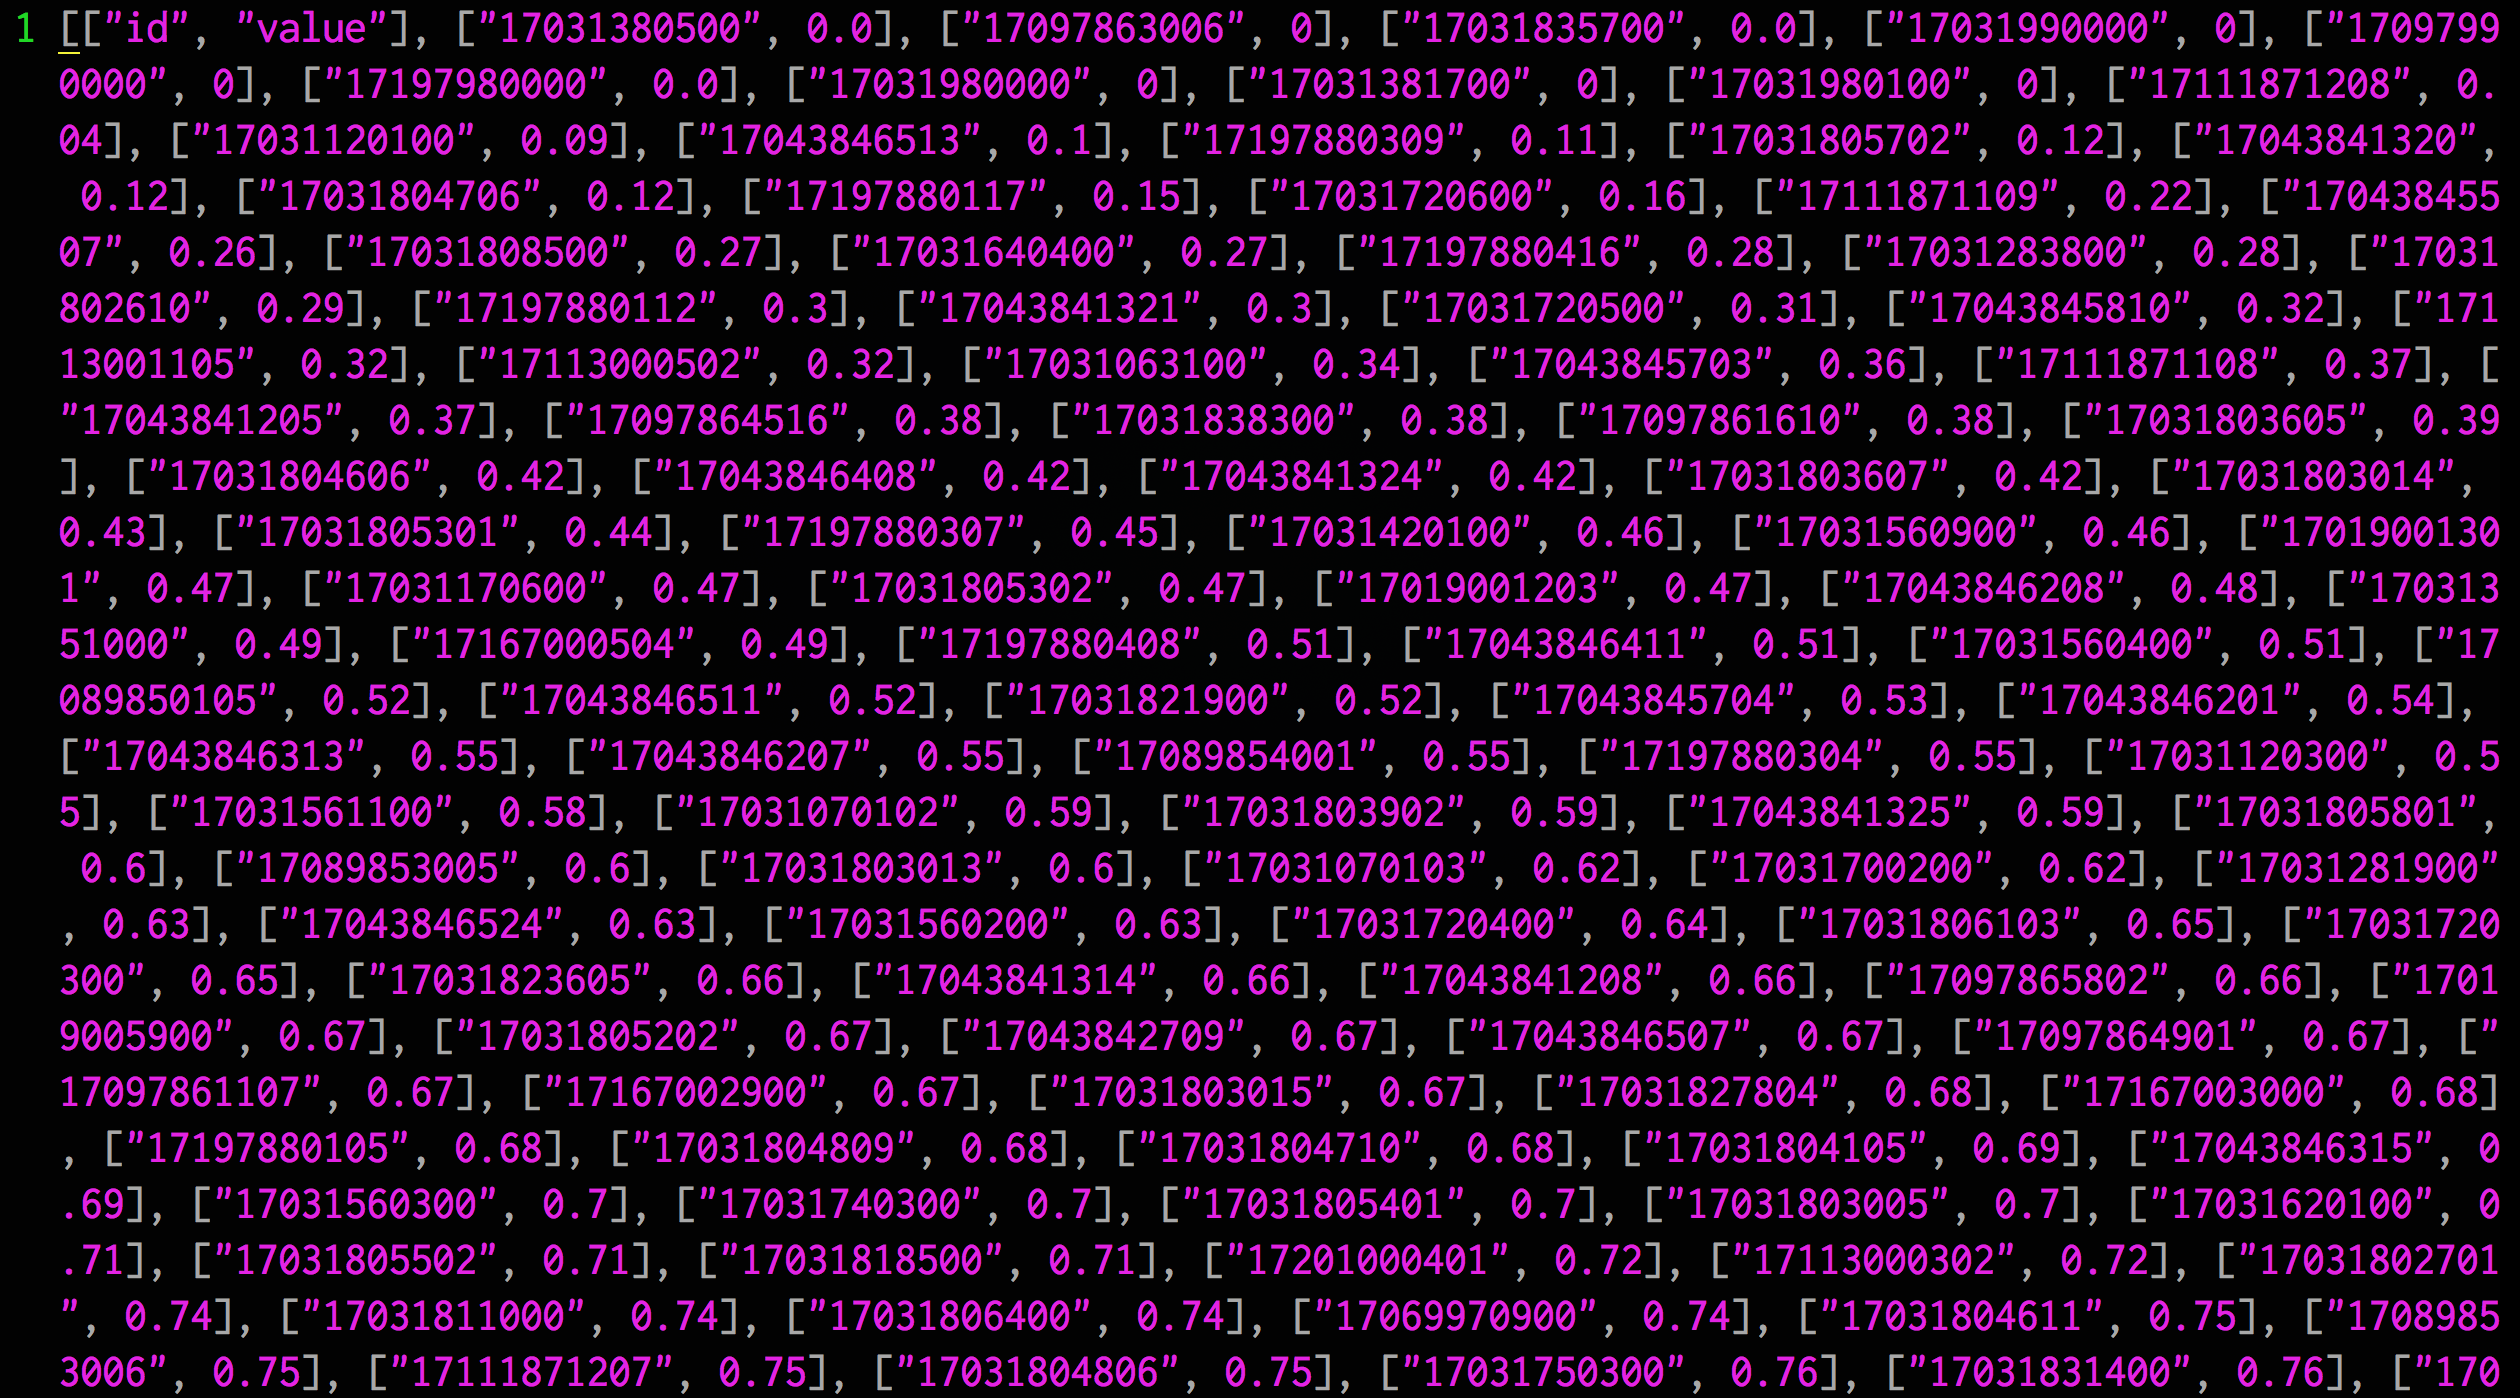 1 [["id", "value"], ["17031380500", 0.0], ["17097863006", 0], ["17031835700", 0.0], ["17031990000", 0], ["1709799
0000", 0], ["17197980000", 0.0], ["17031980000", 0], ["17031381700", 0], ["17031980100", 0], ["17111871208", 0.
04], ["17031120100", 0.09], ["17043846513", 0.1], ["17197880309", 0.11], ["17031805702", 0.12], ["17043841320",
 0.12], ["17031804706", 0.12], ["17197880117", 0.15], ["17031720600", 0.16], ["17111871109", 0.22], ["170438455
07", 0.26], ["17031808500", 0.27], ["17031640400", 0.27], ["17197880416", 0.28], ["17031283800", 0.28], ["17031
802610", 0.29], ["17197880112", 0.3], ["17043841321", 0.3], ["17031720500", 0.31], ["17043845810", 0.32], ["171
13001105", 0.32], ["17113000502", 0.32], ["17031063100", 0.34], ["17043845703", 0.36], ["17111871108", 0.37], [
"17043841205", 0.37], ["17097864516", 0.38], ["17031838300", 0.38], ["17097861610", 0.38], ["17031803605", 0.39
], ["17031804606", 0.42], ["17043846408", 0.42], ["17043841324", 0.42], ["17031803607", 0.42], ["17031803014",
0.43], ["17031805301", 0.44], ["17197880307", 0.45], ["17031420100", 0.46], ["17031560900", 0.46], ["1701900130
1", 0.47], ["17031170600", 0.47], ["17031805302", 0.47], ["17019001203", 0.47], ["17043846208", 0.48], ["170313
51000", 0.49], ["17167000504", 0.49], ["17197880408", 0.51], ["17043846411", 0.51], ["17031560400", 0.51], ["17
089850105", 0.52], ["17043846511", 0.52], ["17031821900", 0.52], ["17043845704", 0.53], ["17043846201", 0.54],
["17043846313", 0.55], ["17043846207", 0.55], ["17089854001", 0.55], ["17197880304", 0.55], ["17031120300", 0.5
5], ["17031561100", 0.58], ["17031070102", 0.59], ["17031803902", 0.59], ["17043841325", 0.59], ["17031805801",
 0.6], ["17089853005", 0.6], ["17031803013", 0.6], ["17031070103", 0.62], ["17031700200", 0.62], ["17031281900"
, 0.63], ["17043846524", 0.63], ["17031560200", 0.63], ["17031720400", 0.64], ["17031806103", 0.65], ["17031720
300", 0.65], ["17031823605", 0.66], ["17043841314", 0.66], ["17043841208", 0.66], ["17097865802", 0.66], ["1701
9005900", 0.67], ["17031805202", 0.67], ["17043842709", 0.67], ["17043846507", 0.67], ["17097864901", 0.67], ["
17097861107", 0.67], ["17167002900", 0.67], ["17031803015", 0.67], ["17031827804", 0.68], ["17167003000", 0.68]
, ["17197880105", 0.68], ["17031804809", 0.68], ["17031804710", 0.68], ["17031804105", 0.69], ["17043846315", 0
.69], ["17031560300", 0.7], ["17031740300", 0.7], ["17031805401", 0.7], ["17031803005", 0.7], ["17031620100", 0
.71], ["17031805502", 0.71], ["17031818500", 0.71], ["17201000401", 0.72], ["17113000302", 0.72], ["17031802701
", 0.74], ["17031811000", 0.74], ["17031806400", 0.74], ["17069970900", 0.74], ["17031804611", 0.75], ["1708985
3006", 0.75], ["17111871207", 0.75], ["17031804806", 0.75], ["17031750300", 0.76], ["17031831400", 0.76], ["170